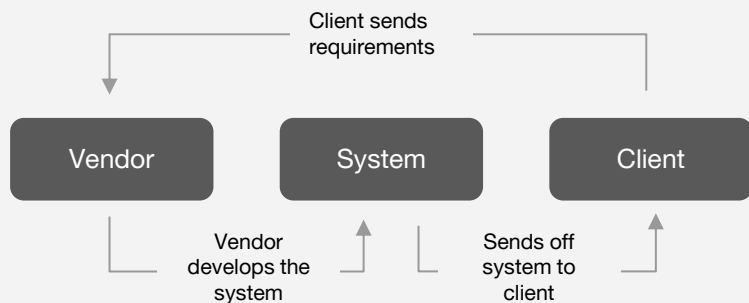 Client sends
requirements
Vendor
System
Client
Vendor
develops the
system
Sends off
system to
client